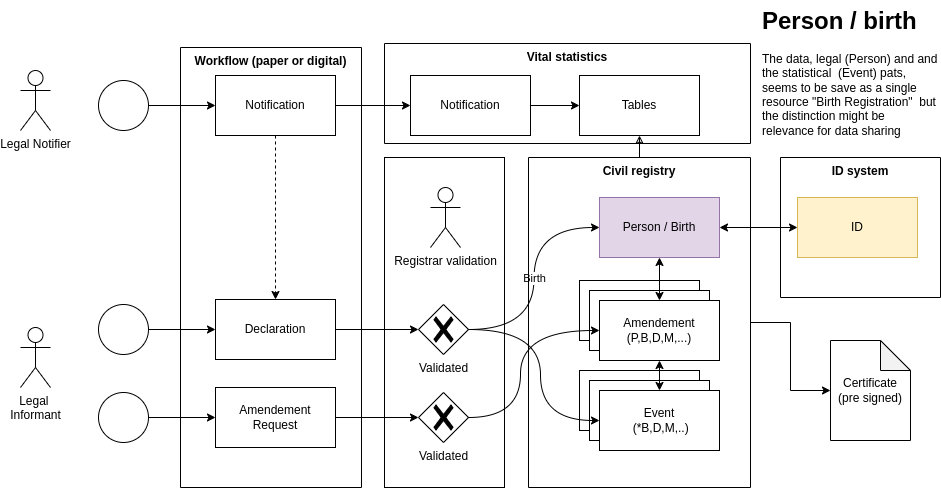 Person / birth
The data, legal (Person) and and
the statistical (Event) pats,
seems to be save as a single
resource "Birth Registration" but
the distinction might be
relevance for data sharing
Legal Notifier
Workflow (paper or digital)
Notification
Vital statistics
Notification
Tables
Registrar validation
Civil registry
Person / Birth
ID system
ID
Birth
Legal
Informant
Declaration
Validated
Amendement
(P,B,D,M,...)
Amendement
Request
Validated
Event
(*B,D,M,..)
Certificate
(pre signed)